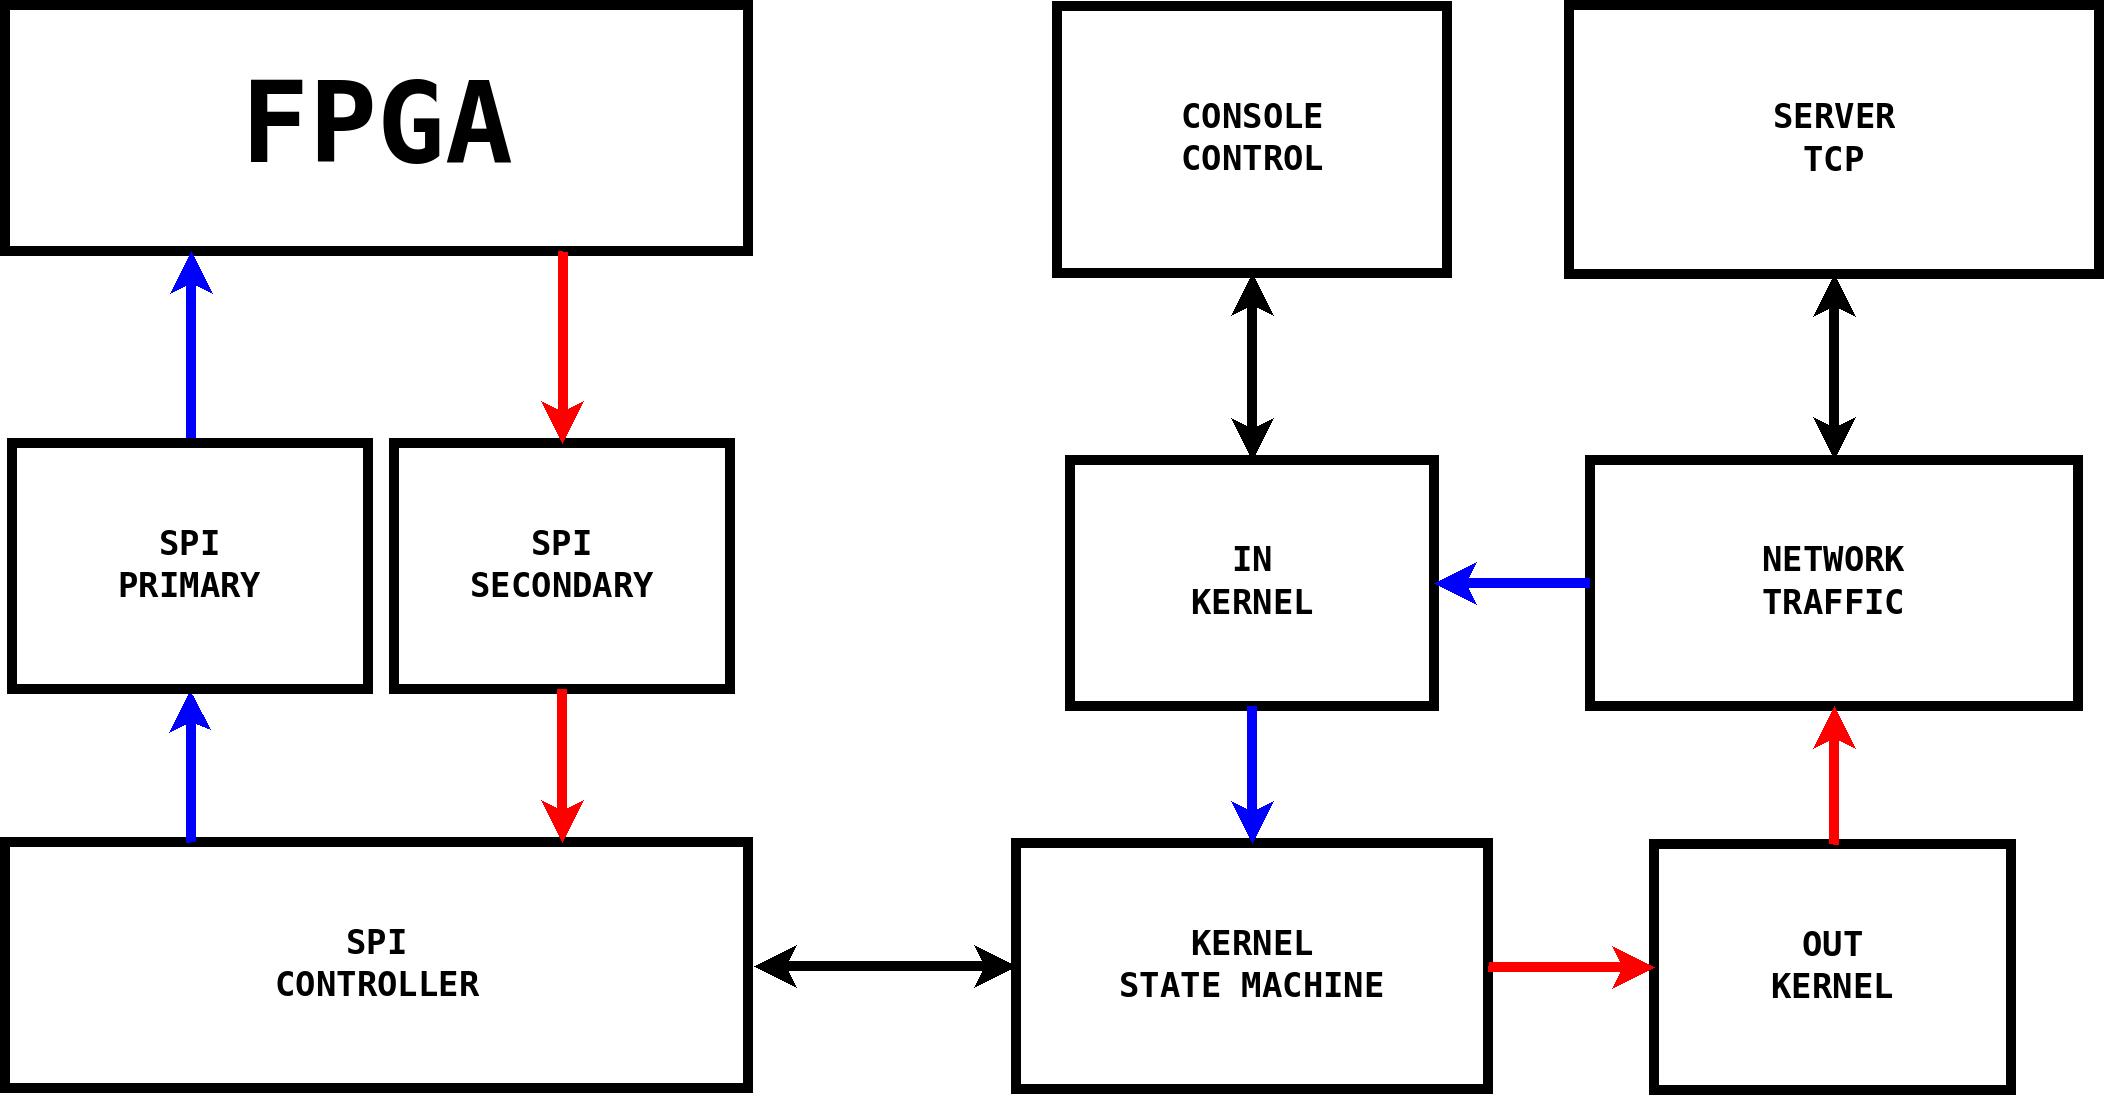 FPGA
CONSOLE
CONTROL
SERVER
TCP
SPI
PRIMARY
SPI
SECONDARY
IN
KERNEL
NETWORK
TRAFFIC
SPI
CONTROLLER
KERNEL
STATE MACHINE
OUT
KERNEL